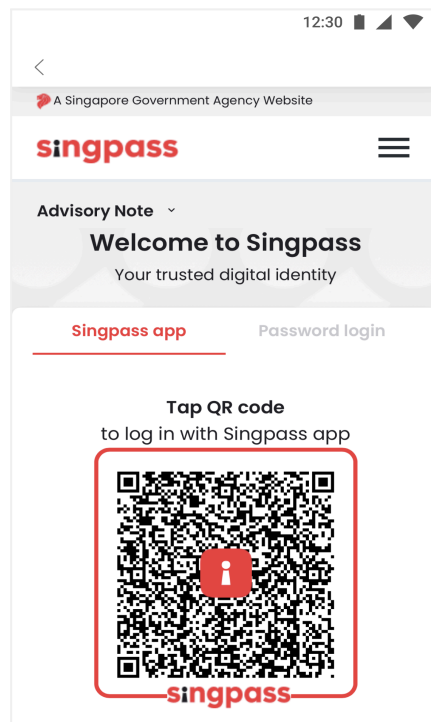 12:30
A Singapore Government Agency Website
singpass
Advisory Note
Welcome to Singpass
Your trusted digital identity
Singpass app
Password login
Tap QR code
to log in with Singpass app
singpass